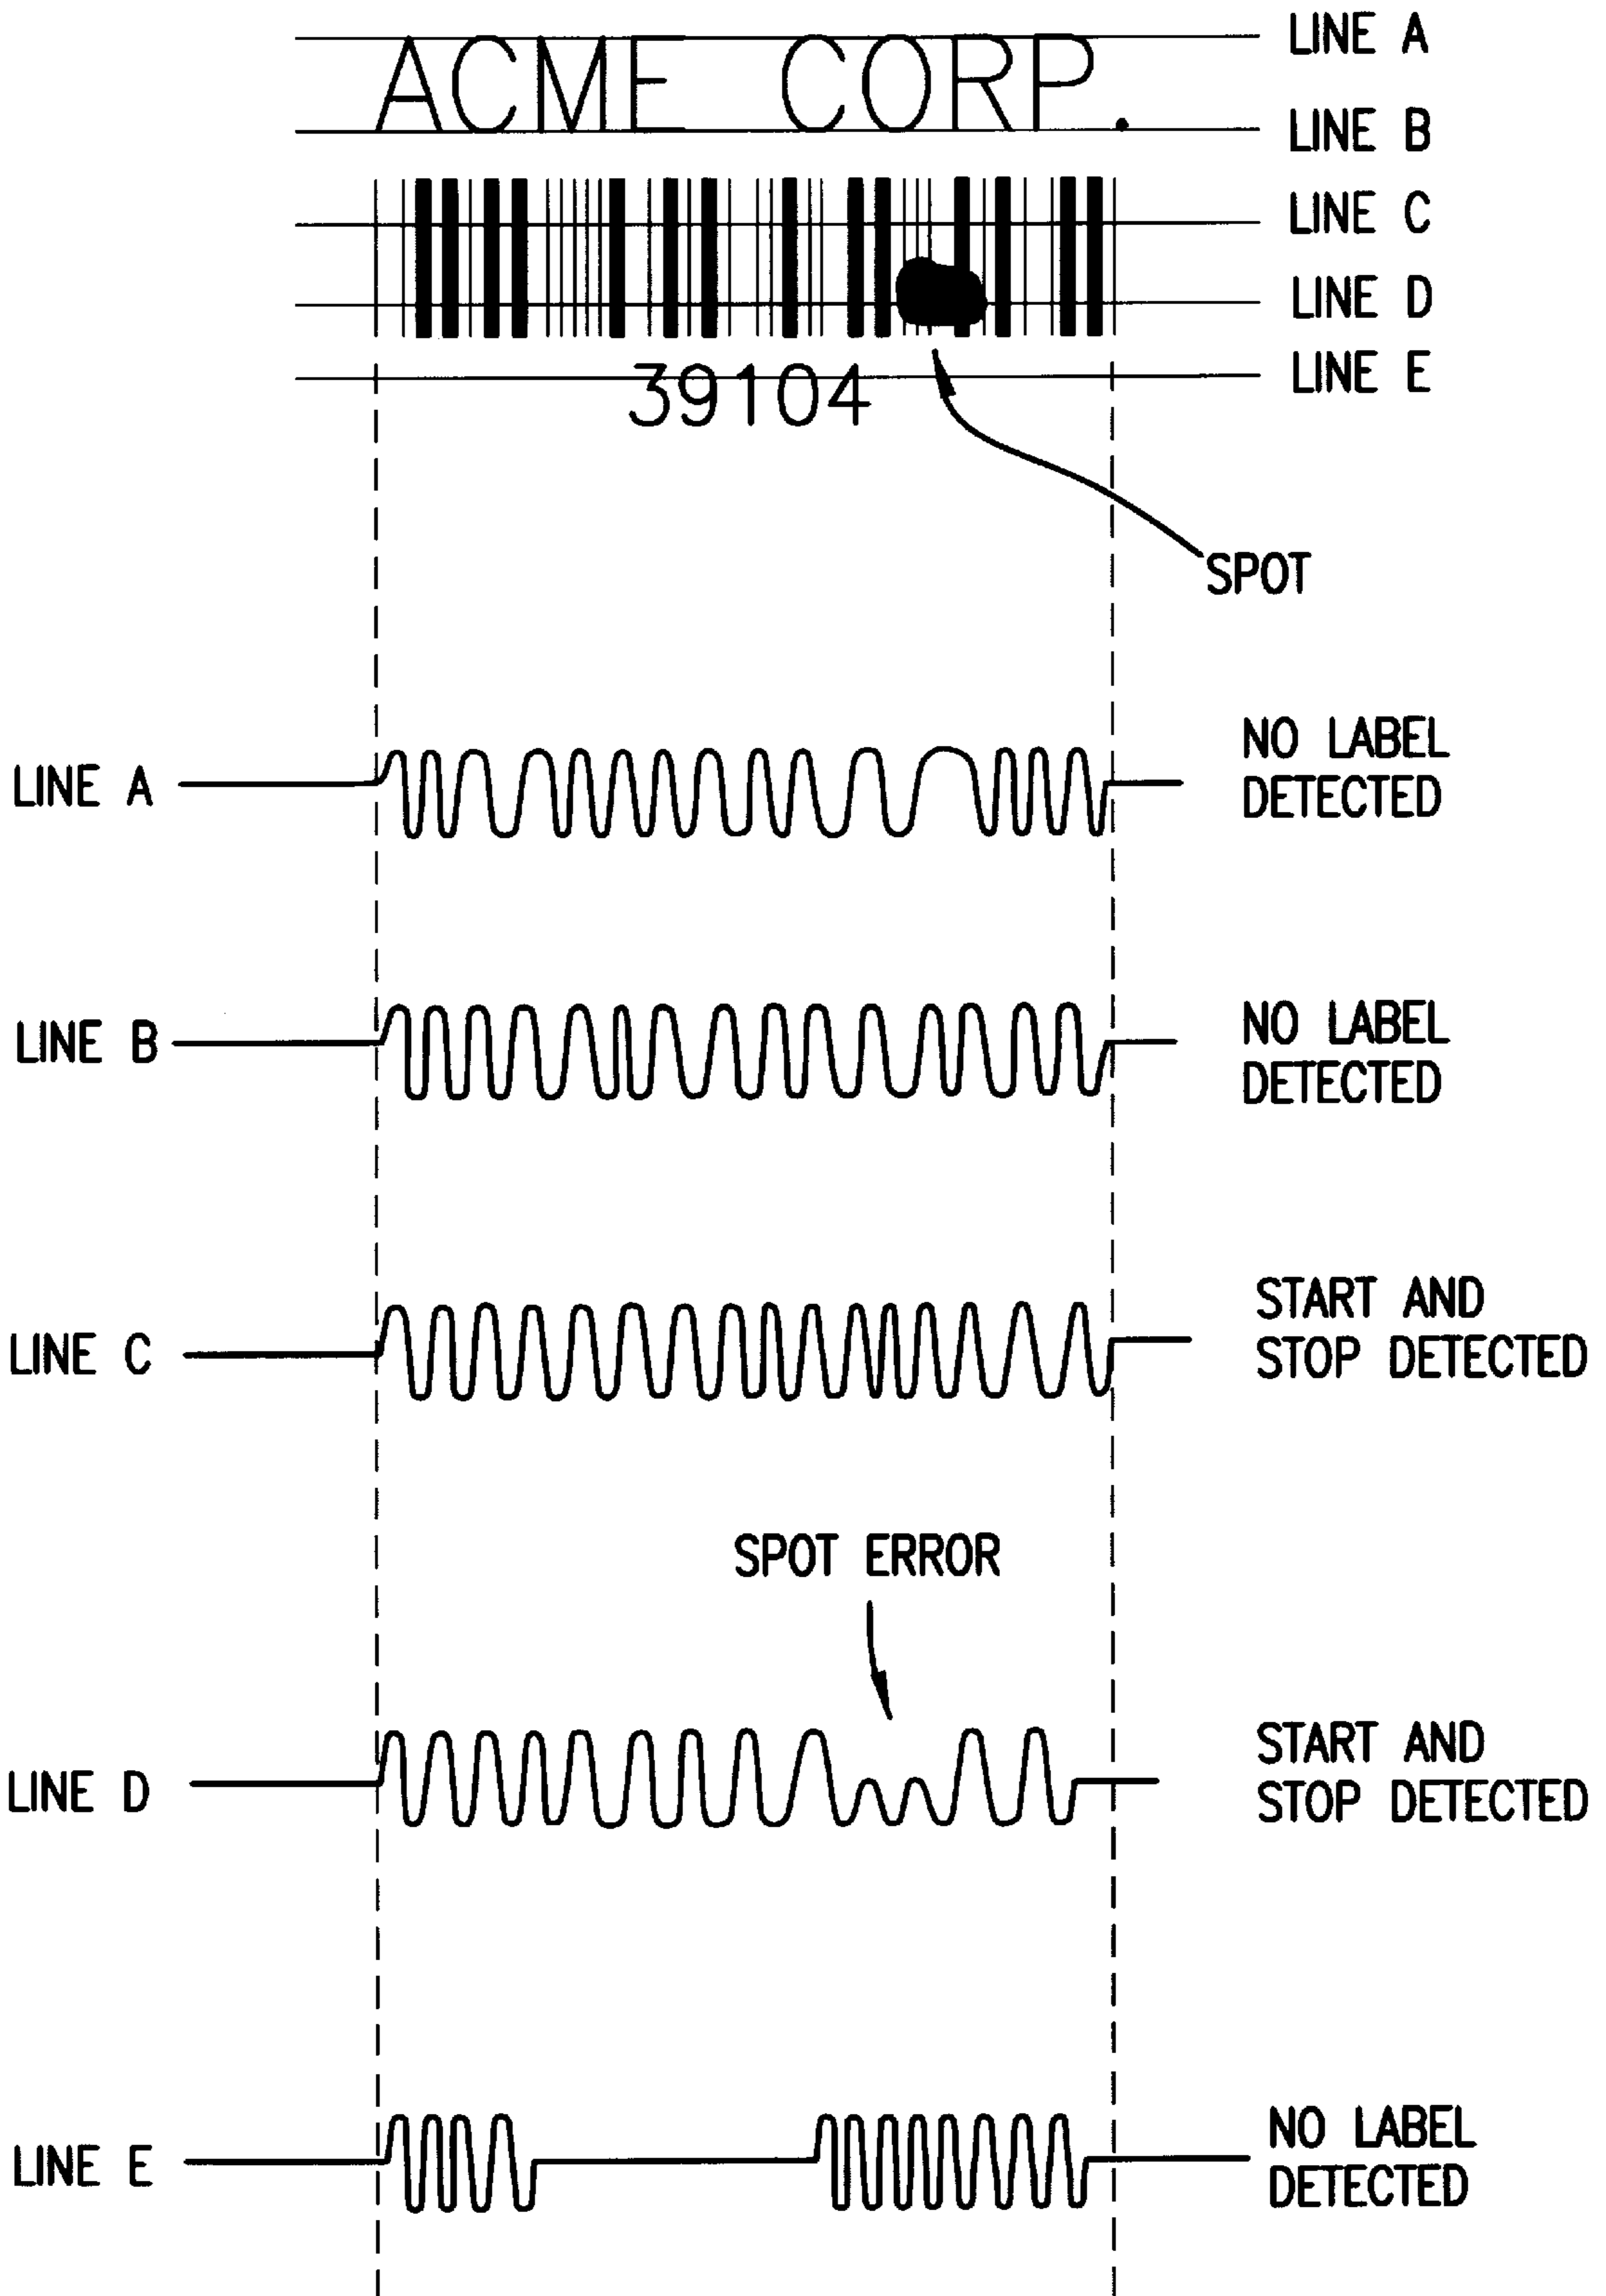 LINE A
ACME CORP.
LINE B
LINE C
LINE D
LINE E
39104
SPOT
LINE A
NO LABEL
DETECTED
LINE B
NO LABEL
DETECTED
LINE C
START AND
STOP DETECTED
SPOT ERROR
LINE D
START AND
STOP DETECTED
LINE E
NO LABEL
DETECTED